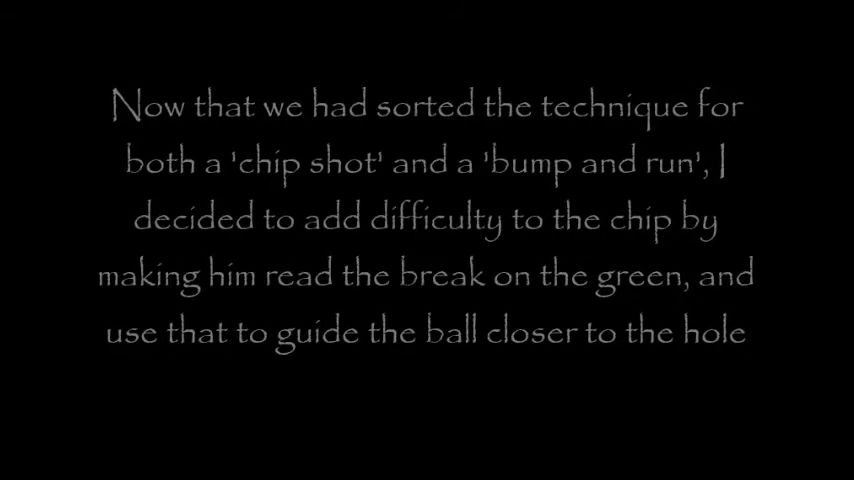 Now that we had sorted the technique for
both a 'chip shot' and a 'bump and run', I
decided to add difficulty to the chip by
making him read the break on the green, and
use that to guide the ball closer to the hole